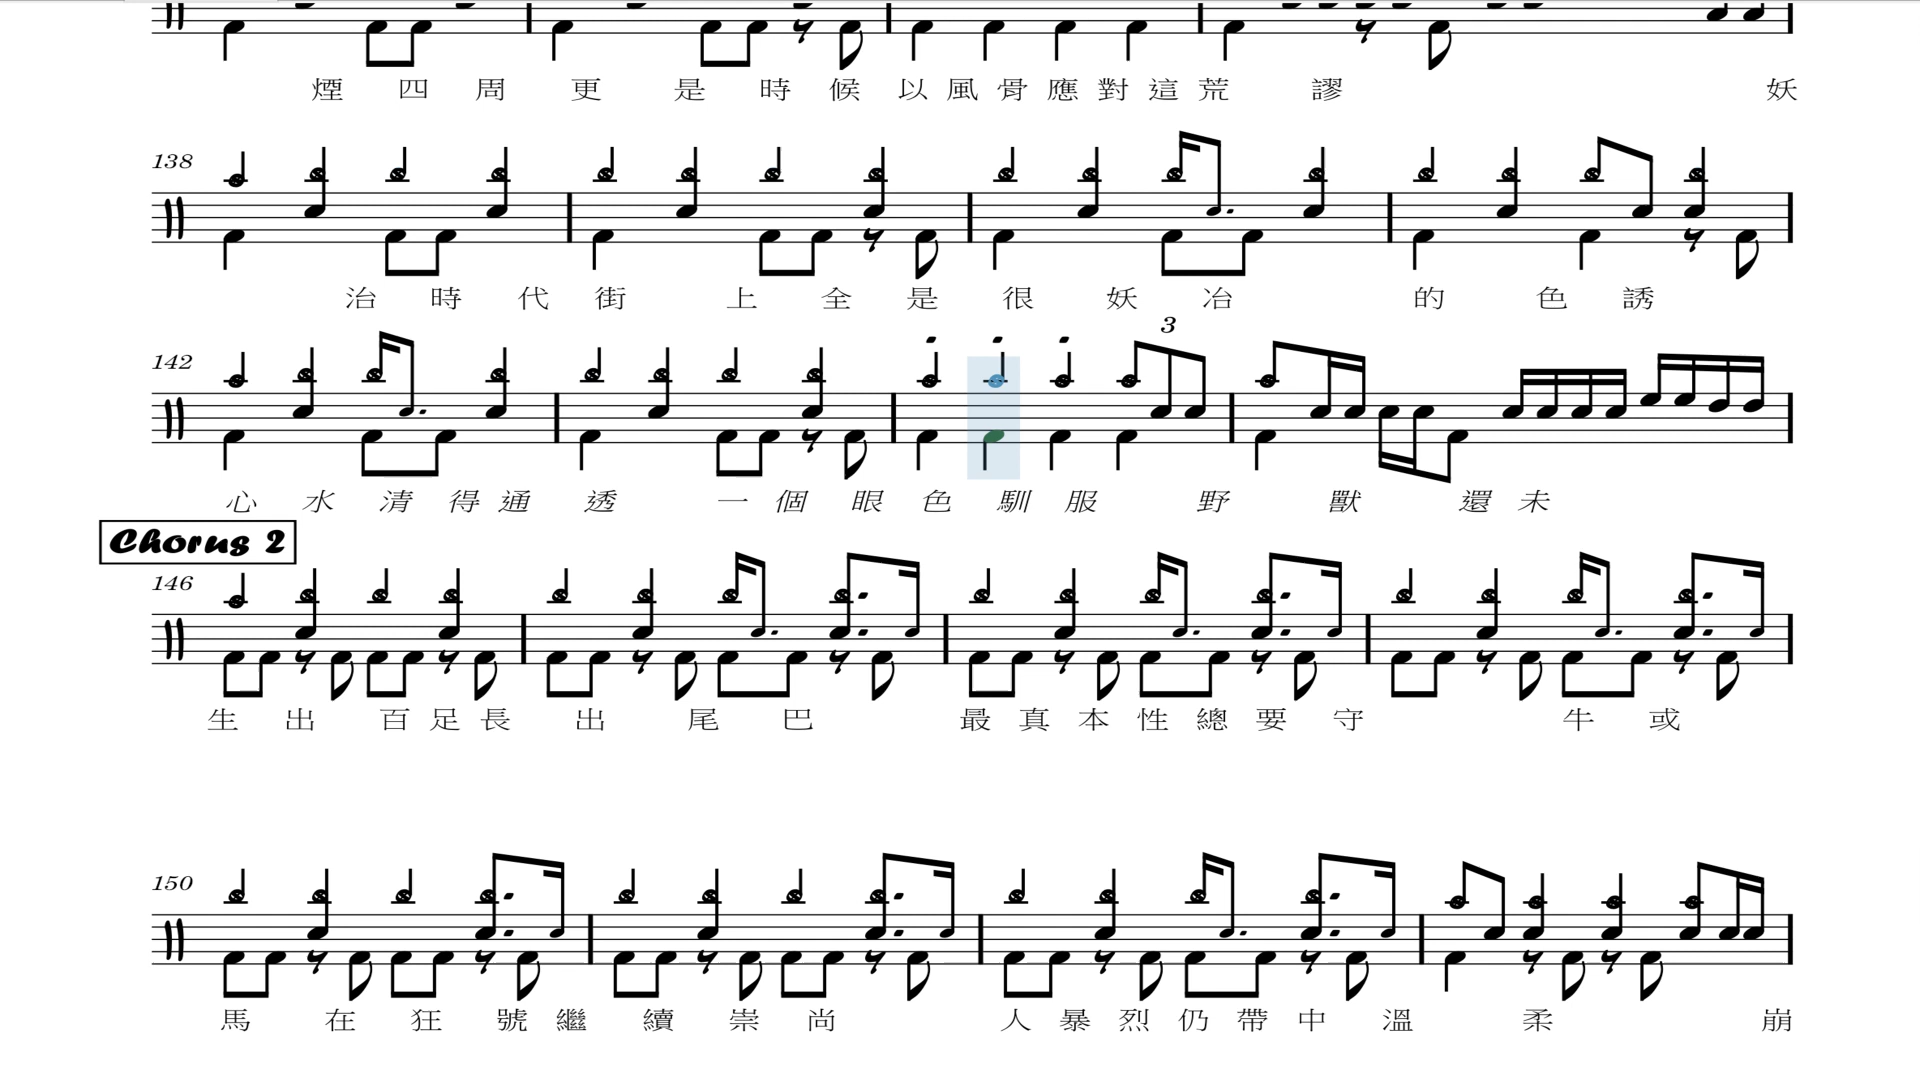 煙 四 周 更 是 時 候 以 風 骨 應 對 這 荒 謬 妖
138
治 時 代 街 上 全 是 很 妖 冶 的 色 誘
3
142
心 水 清 得 通 透 一 個 眼 色 馴 服 野 獸 還 未
Chorus 2
146
生 出 百 足 長 出 尾 巴 最 真 本 性 總 要 守 牛 或
150
馬 在 狂 號 繼 續 崇 尚 人 暴 烈 仍 帶 中 溫 柔 崩